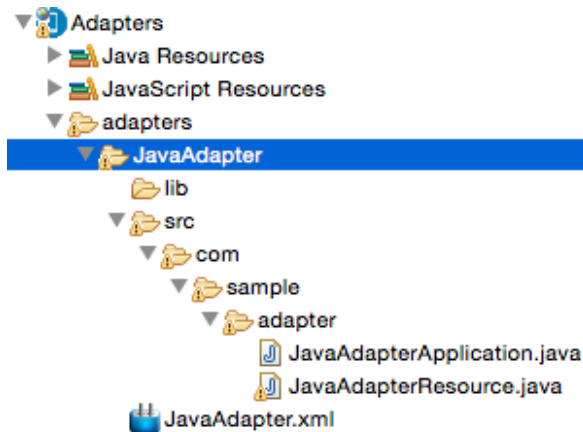 Adapters
Java Resources
JavaScript Resources
adapters
JavaAdapter
lib
src
com
sample
adapter
JavaAdapterApplication.java
JavaAdapterResource.java
JavaAdapter.xml